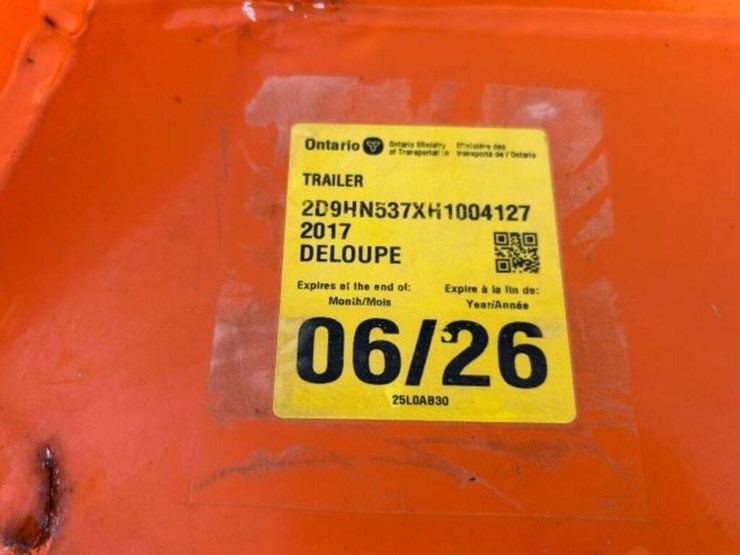 Ontario Ontario Ministry of Transportation Ministère des transports de l'Ontario
TRAILER
2D9HN537XH1004127
2017
DELOUPE
Expires at the end of: Expire à la fin de:
Month/Mois Year/Année
06/26
25L0AB30